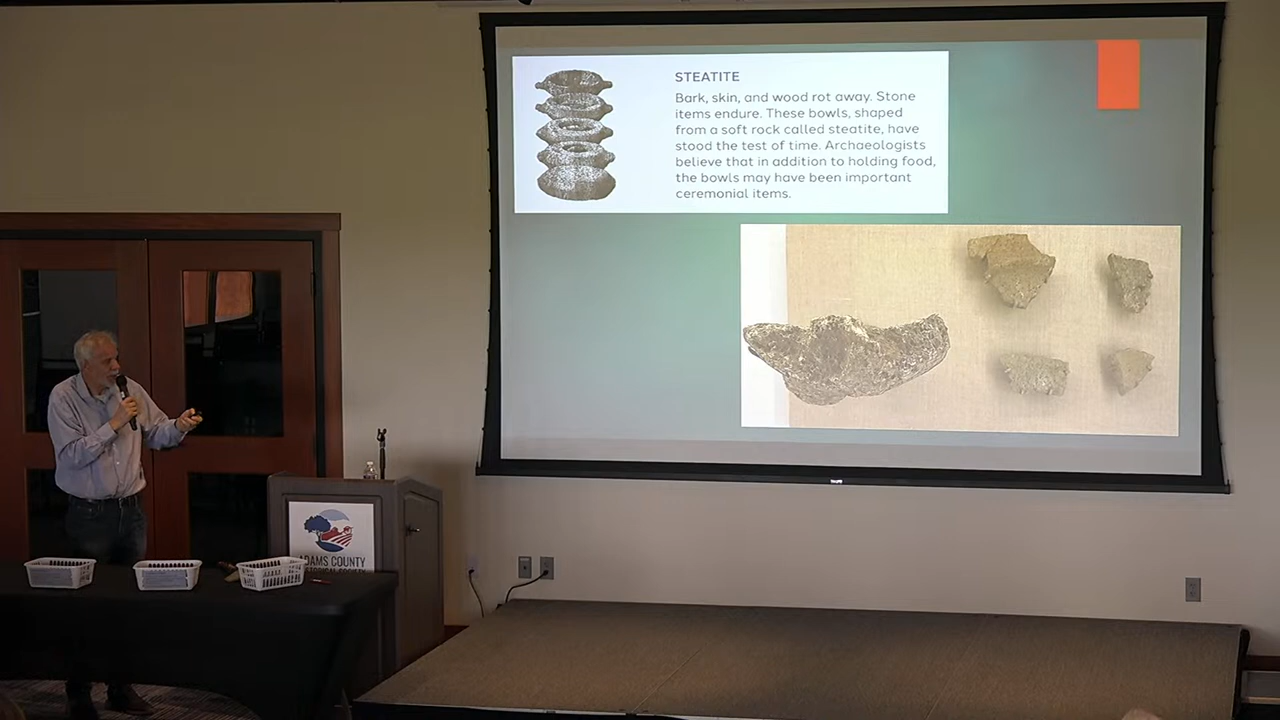 STEATITE
Bark, skin, and wood rot away. Stone
items endure. These bowls, shaped
from a soft rock called steatite, have
stood the test of time. Archaeologists
believe that in addition to holding food,
the bowls may have been important
ceremonial items.
ADAMS COUNTY